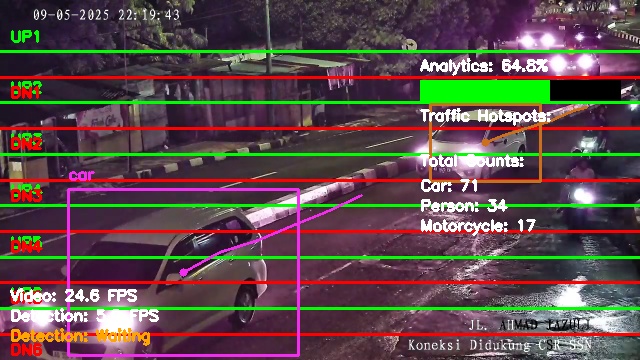 09-05-2025 22:19:43
UP1
Analytics: 64.8%
DN1
Traffic Hotspots:
DN2
Total Counts:
car
Car: 71
DN3
Person: 34
Motorcycle: 17
DN4
Video: 24.6 FPS
Detection: FPS
Detection: Waiting
JL. AHMAD
Koneksi Didukung CSR SSN
DN6